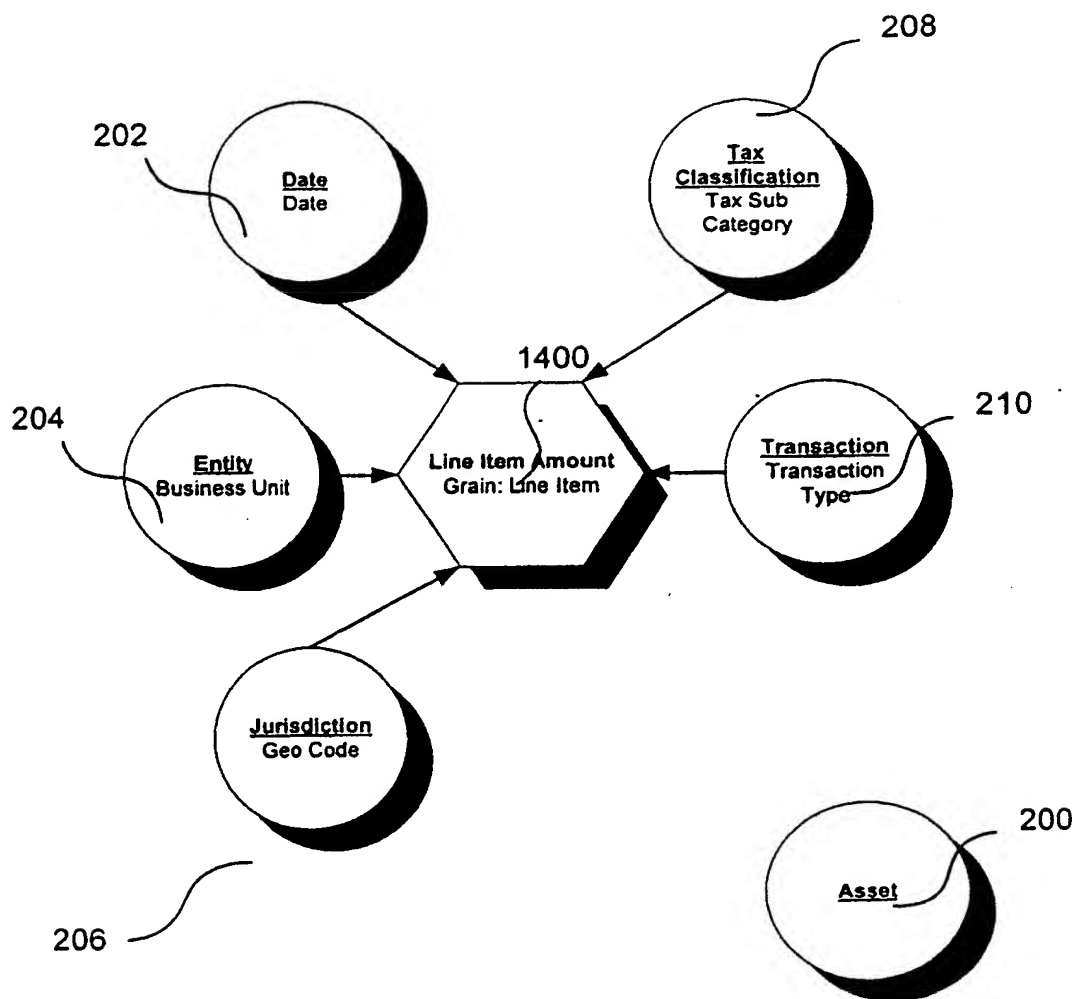 208
202
Date
Date
Tax
Classification
Tax Sub
Category
1400
204
Entity
Business Unit
Line Item Amount
Grain: Line Item
Transaction
Transaction
Type
210
Jurisdiction
Geo Code
206
Asset
200